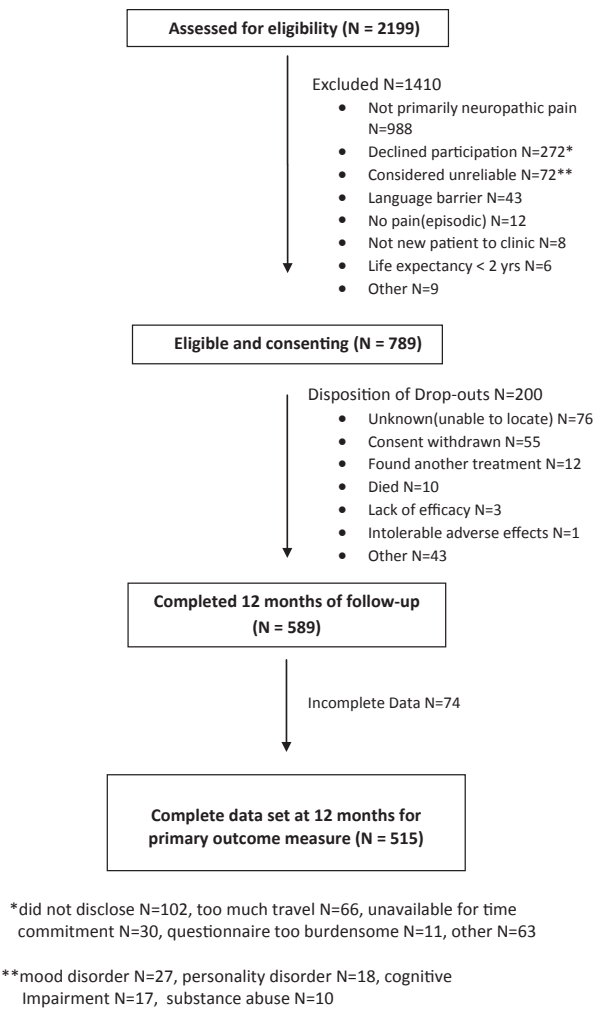 Assessed for eligibility (N = 2199)
Excluded N=1410
• Not primarily neuropathic pain
N=988
• Declined participation N=272*
• Considered unreliable N=72**
• Language barrier N=43
• No pain(episodic) N=12
• Not new patient to clinic N=8
• Life expectancy < 2 yrs N=6
• Other N=9
Eligible and consenting (N = 789)
Disposition of Drop-outs N=200
• Unknown(unable to locate) N=76
• Consent withdrawn N=55
• Found another treatment N=12
• Died N=10
• Lack of efficacy N=3
• Intolerable adverse effects N=1
• Other N=43
Completed 12 months of follow-up
(N = 589)
Incomplete Data N=74
Complete data set at 12 months for
primary outcome measure (N = 515)
*did not disclose N=102, too much travel N=66, unavailable for time
commitment N=30, questionnaire too burdensome N=11, other N=63
**mood disorder N=27, personality disorder N=18, cognitive
Impairment N=17, substance abuse N=10